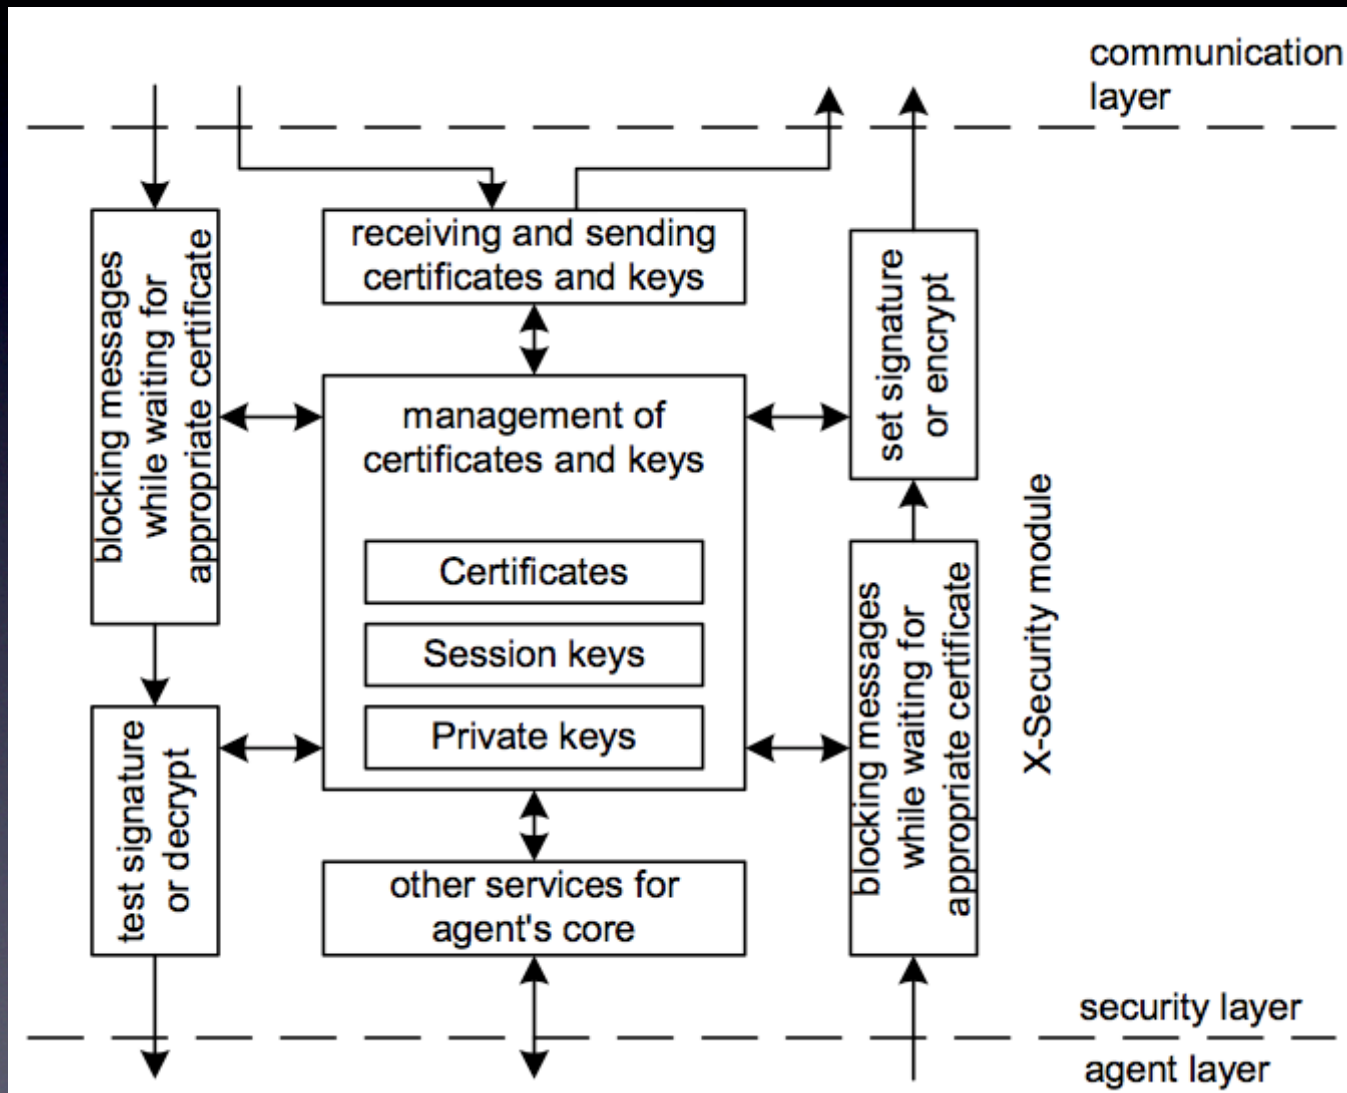 communication
layer
blocking messages
while waiting for
appropriate certificate
receiving and sending
certificates and keys
set signature
or encrypt
management of
certificates and keys
Certificates
Session keys
Private keys
test signature
or decrypt
other services for
agent's core
blocking messages
while waiting for
appropriate certificate
X-Security module
security layer
agent layer